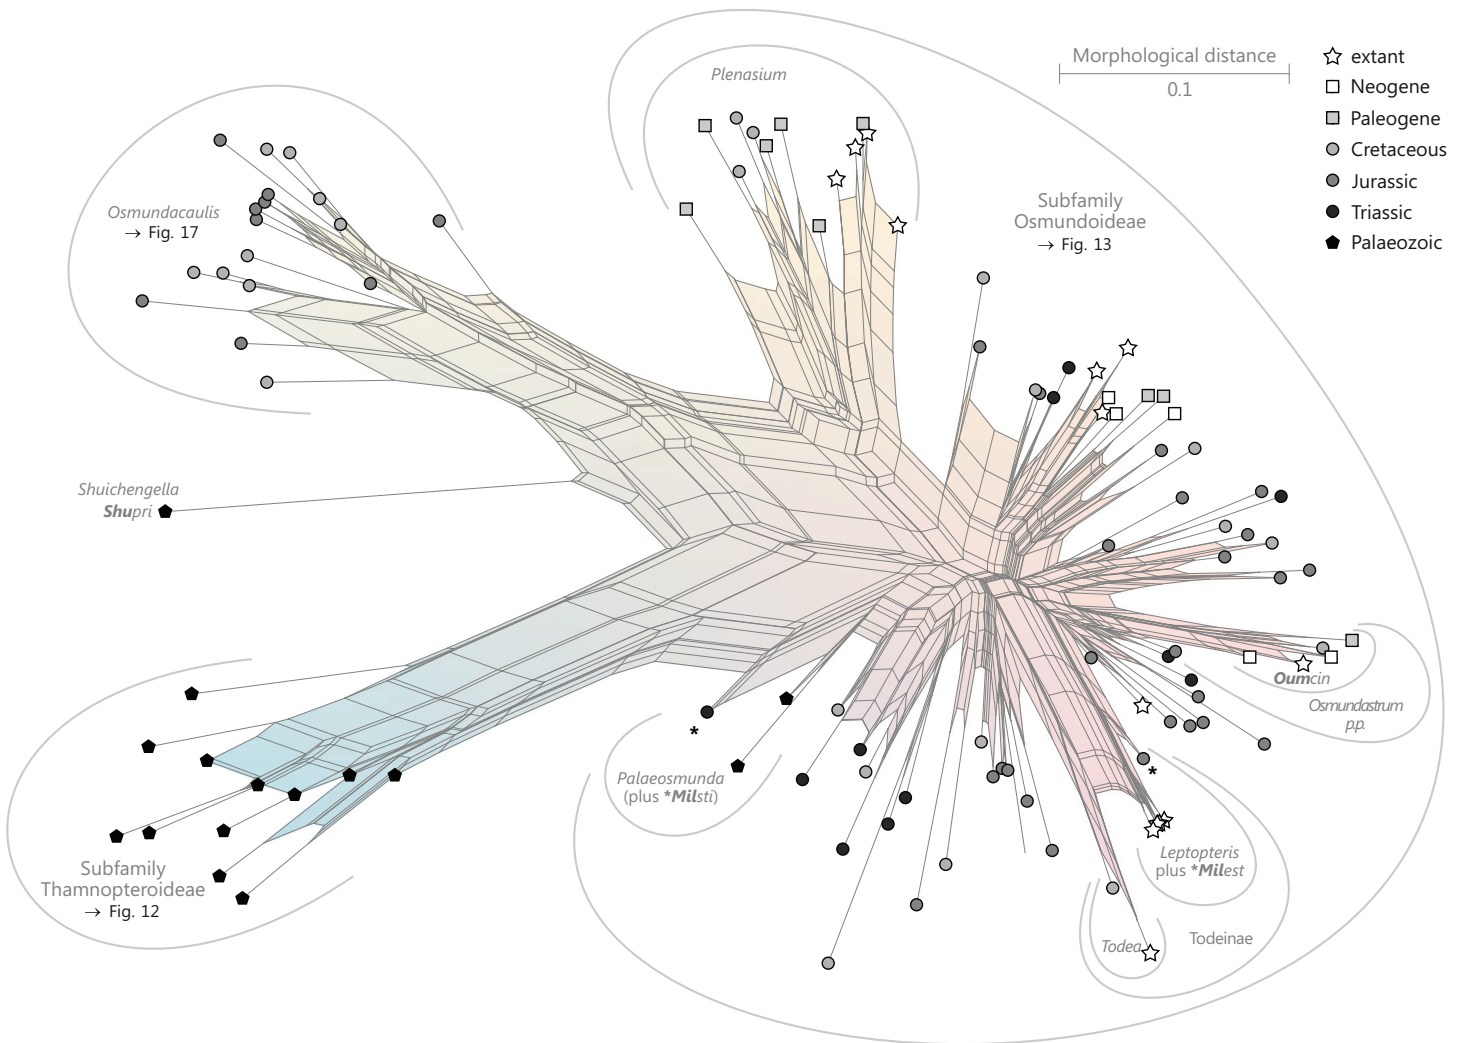 Plenasium
Morphological distance
0.1
extant
Neogene
Paleogene
Cretaceous
Jurassic
Triassic
Palaeozoic
Osmundacaulis
→ Fig. 17
Subfamily
Osmundoideae
→ Fig. 13
Shuichengella
Shupri
Oumcin
Osmundastrum
p.p.
*
Palaeosmunda
(plus *Milsti)
*
Subfamily
Thamnopteroideae
→ Fig. 12
Leptopteris
plus *Milest
Todea
Todeinae